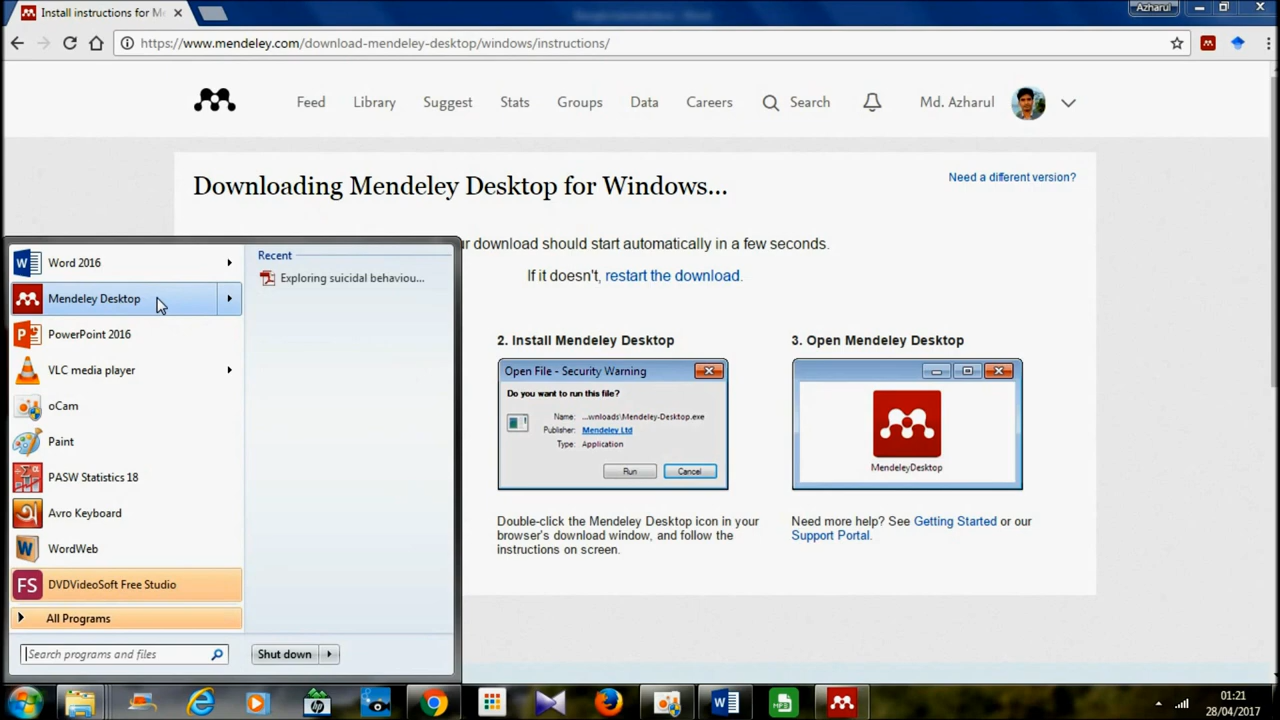 Install instructions for Me
Azharul
https://www.mendeley.com/download-mendeley-desktop/windows/instructions/
Feed
Library
Suggest
Stats
Groups
Data
Careers
Search
Md. Azharul
Downloading Mendeley Desktop for Windows...
Need a different version?
ur download should start automatically in a few seconds.
If it doesn't, restart the download.
2. Install Mendeley Desktop
Open File - Security Warning
Do you want to run this file?
Name: ...wnloads\Mendeley-Desktop.exe
Publisher: Mendeley Ltd
Type: Application
Run
Cancel
Double-click the Mendeley Desktop icon in your
browser's download window, and follow the
instructions on screen.
3. Open Mendeley Desktop
MendeleyDesktop
Need more help? See Getting Started or our
Support Portal.
Word 2016
Mendeley Desktop
PowerPoint 2016
VLC media player
oCam
Paint
PASW Statistics 18
Avro Keyboard
WordWeb
FS
DVDVideoSoft Free Studio
All Programs
Search programs and files
Shut down
Recent
Exploring suicidal behaviou...
01:21
28/04/2017